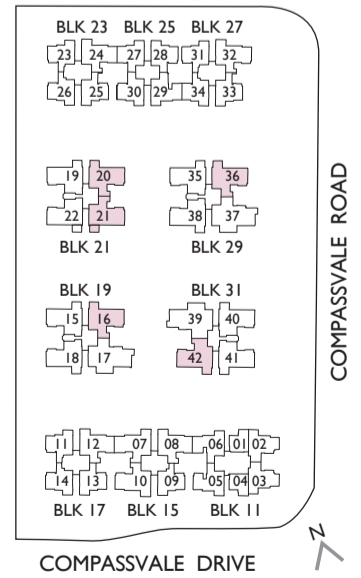 BLK 23 BLK 25 BLK 27
23 24 27 28 31 32
26 25 30 29 34 33
19 20 35 36
22 21 38 37
BLK 21 BLK 29
BLK 19 BLK 31
15 16 39 40
18 17 42 41
11 12 07 08 06 01 02
14 13 10 09 05 04 03
BLK 17 BLK 15 BLK 11
COMPASSVALE ROAD
COMPASSVALE DRIVE
N